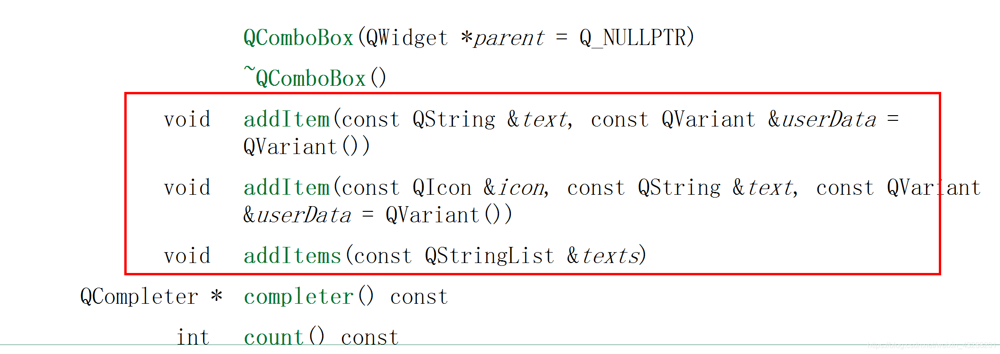 QComboBox(QWidget *parent = Q_NULLPTR)
~QComboBox()
void addItem(const QString &text, const QVariant &userData =
QVariant())
void addItem(const QIcon &icon, const QString &text, const QVariant
&userData = QVariant())
void addItems(const QStringList &texts)
QCompleter * completer() const
int count() const
https://blog.csdn.net/weixin_43288201